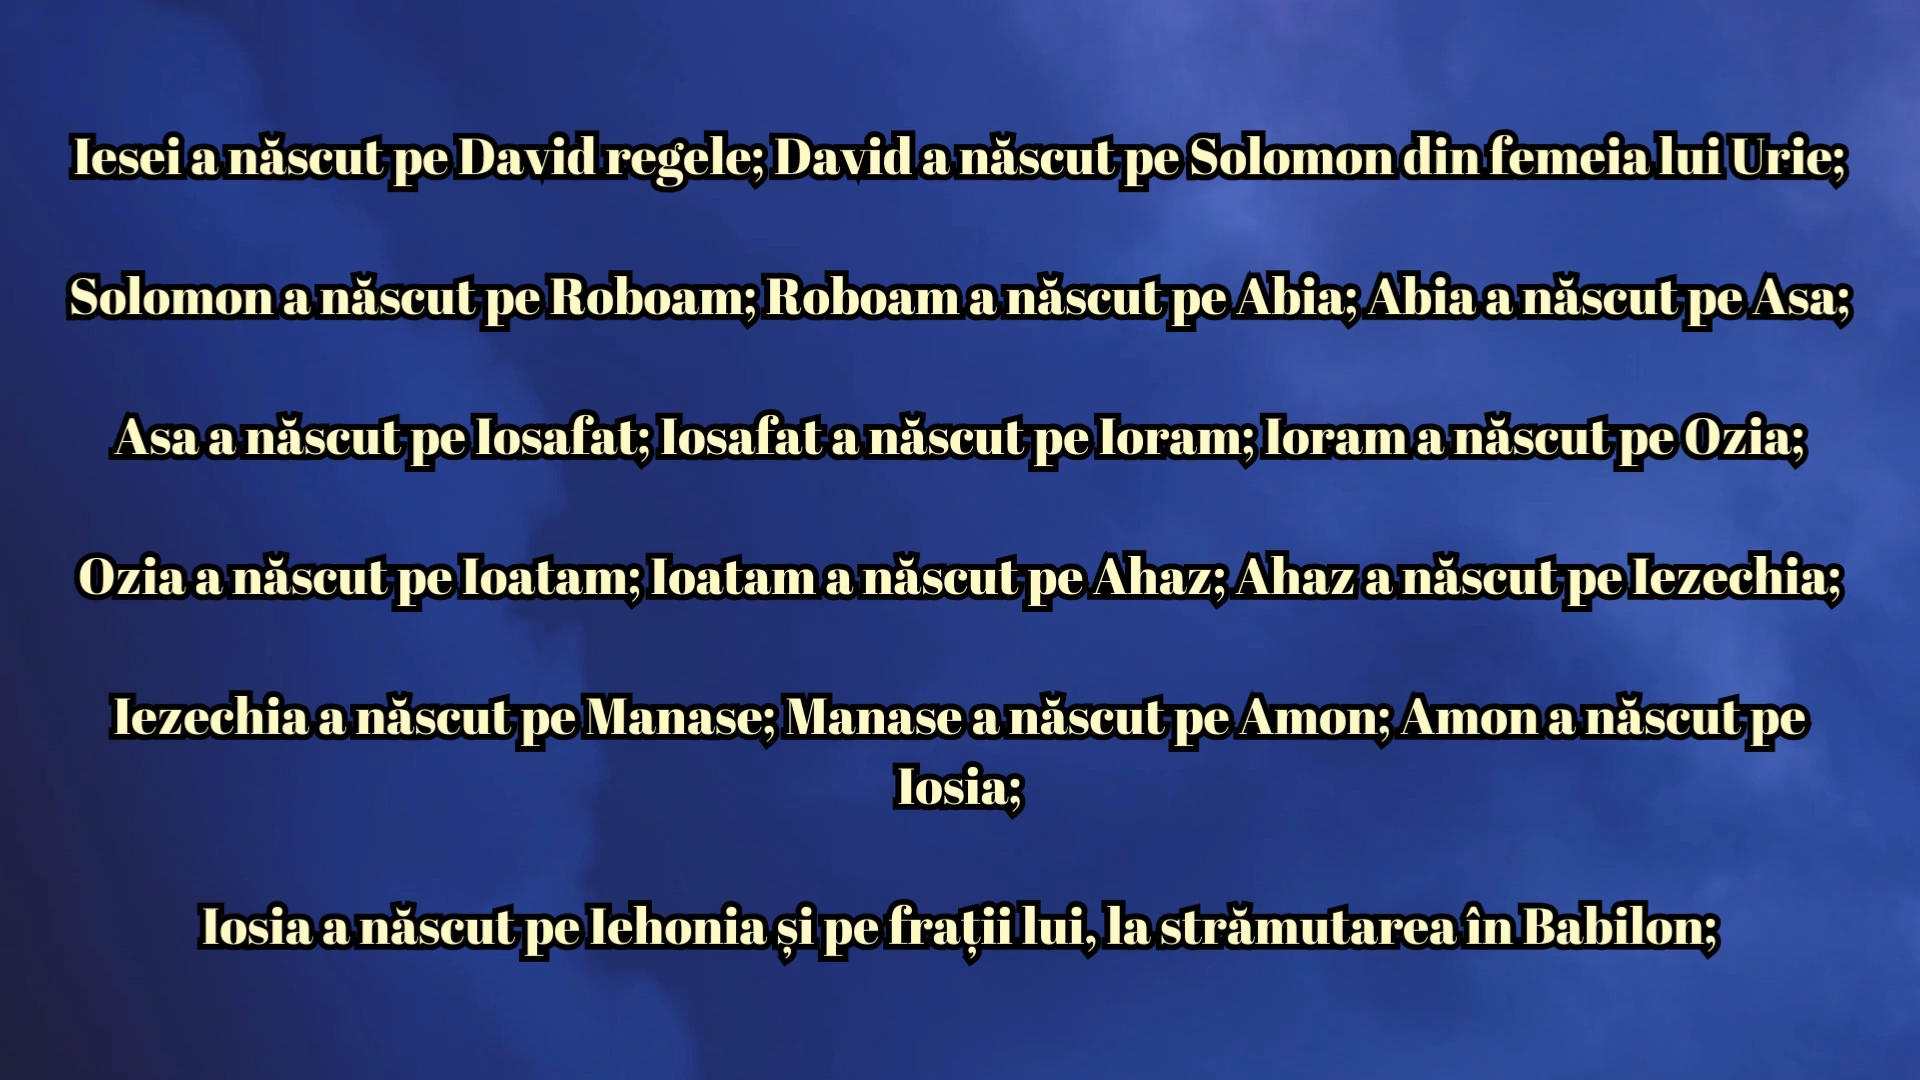 Iesei a născut pe David regele; David a născut pe Solomon din femeia lui Urie;
Solomon a născut pe Roboam; Roboam a născut pe Abia; Abia a născut pe Asa;
Asa a născut pe Iosafat; Iosafat a născut pe Ioram; Ioram a născut pe Ozia;
Ozia a născut pe Ioatam; Ioatam a născut pe Ahaz; Ahaz a născut pe Iezechia;
Iezechia a născut pe Manase; Manase a născut pe Amon; Amon a născut pe
Iosia;
Iosia a născut pe Iehonia și pe frații lui, la strămutarea în Babilon;